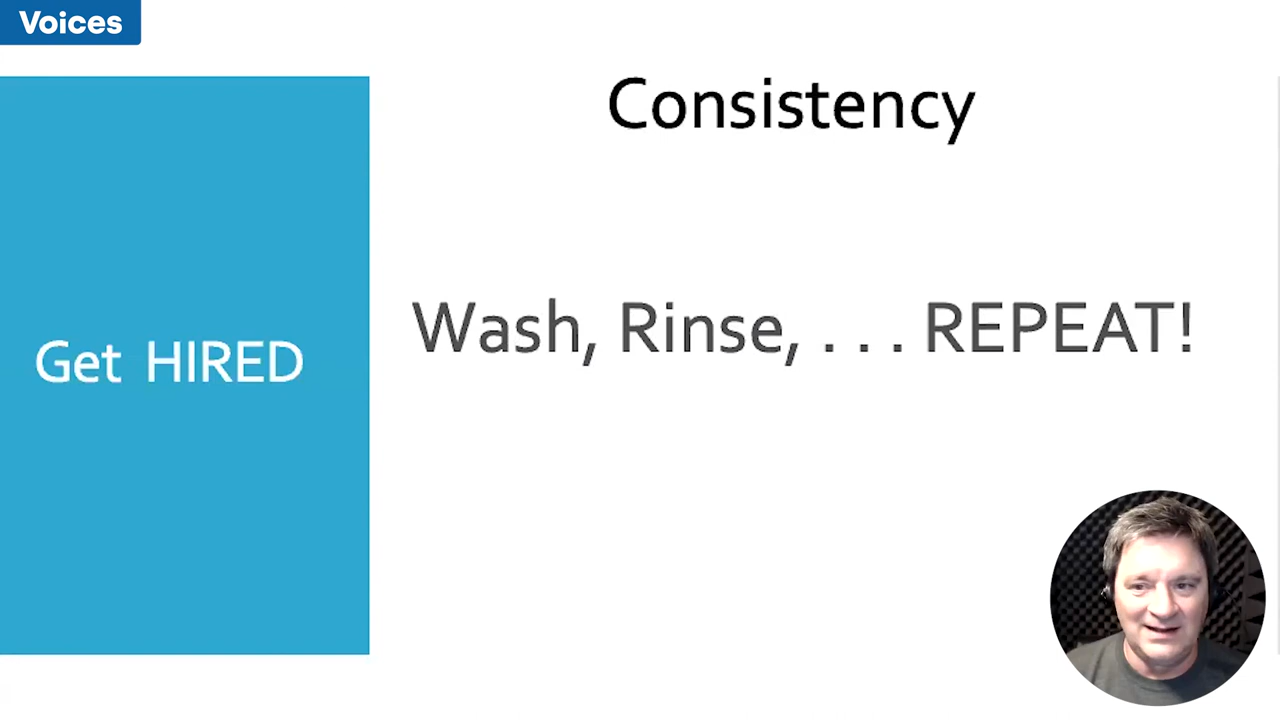 Voices
Consistency
Get HIRED
Wash, Rinse, . . . REPEAT!